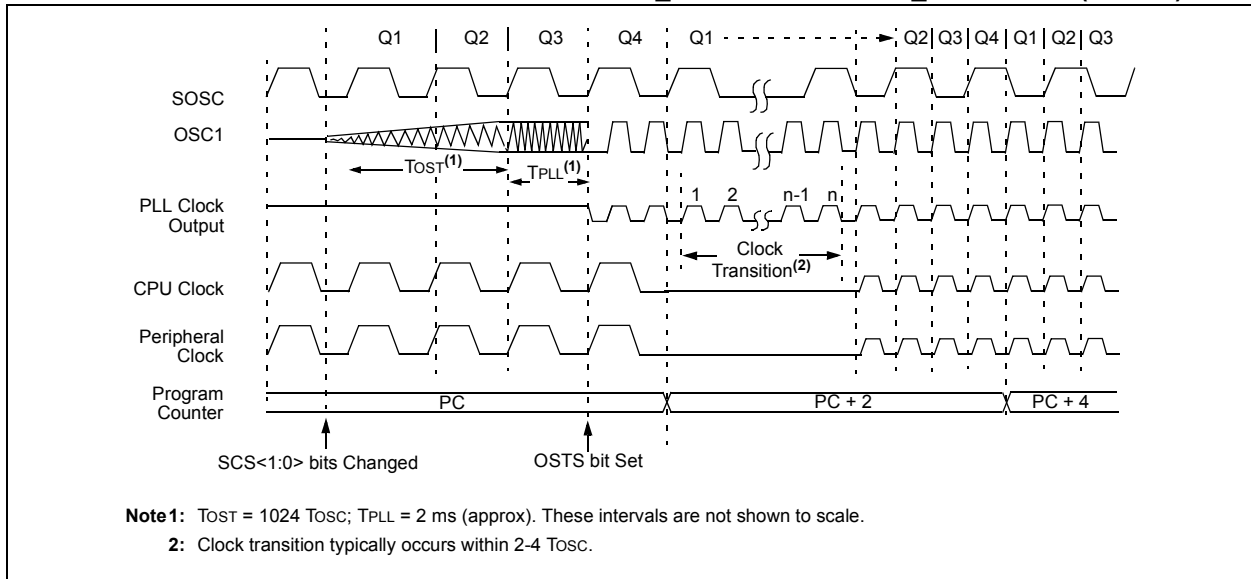 Q1 Q2 Q3 Q4 Q1 Q2 Q3 Q4 Q1 Q2 Q3
SOSC
OSC1
TOST(1)
TPLL(1)
1 2 n-1 n
PLL Clock
Output
Clock
Transition(2)
CPU Clock
Peripheral
Clock
Program
Counter
PC PC + 2 PC + 4
SCS<1:0> bits Changed
OSTS bit Set
Note 1: TOST = 1024 TOSC; TPLL = 2 ms (approx). These intervals are not shown to scale.
2: Clock transition typically occurs within 2-4 TOSC.